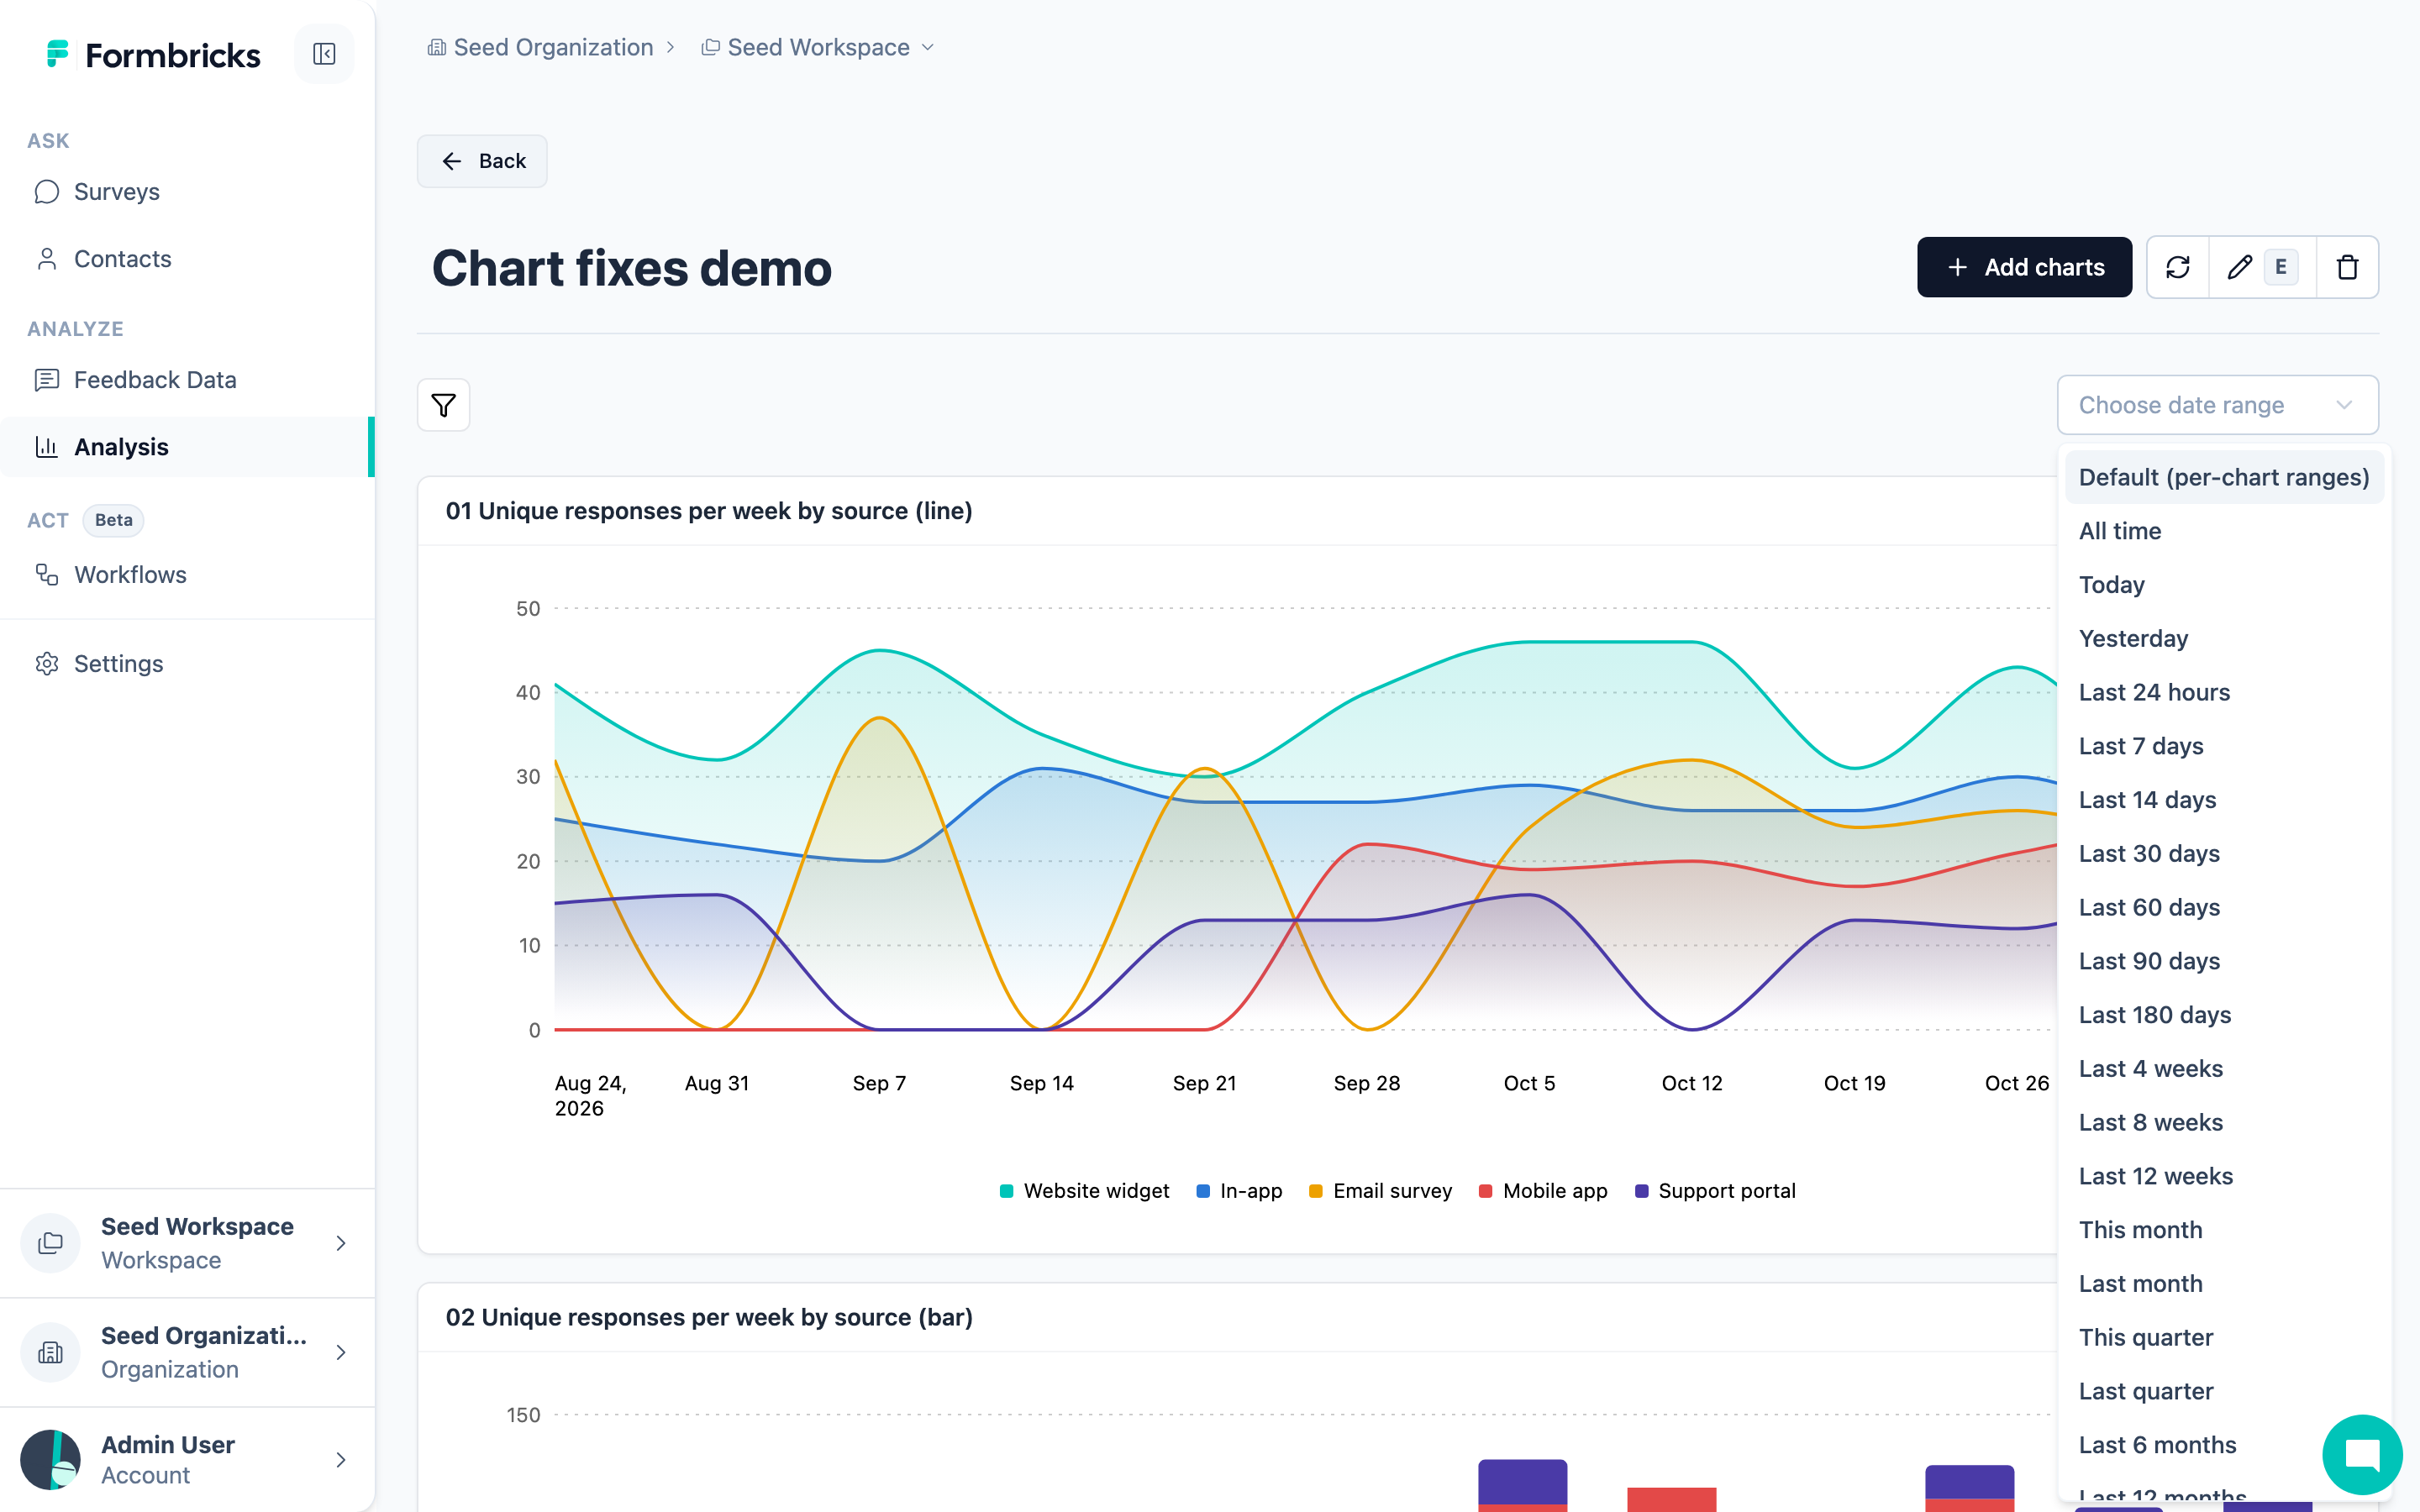 Formbricks
ASK
Surveys
Contacts
ANALYZE
Feedback Data
Analysis
ACT Beta
Workflows
Settings
Seed Workspace
Workspace
Seed Organizati...
Organization
Admin User
Account
Seed Organization
Seed Workspace
Back
Chart fixes demo
Add charts
E
Choose date range
Default (per-chart ranges)
All time
Today
Yesterday
Last 24 hours
Last 7 days
Last 14 days
Last 30 days
Last 60 days
Last 90 days
Last 180 days
Last 4 weeks
Last 8 weeks
Last 12 weeks
This month
Last month
This quarter
Last quarter
Last 6 months
Last 12 months
01 Unique responses per week by source (line)
50
40
30
20
10
0
Aug 24, 2026
Aug 31
Sep 7
Sep 14
Sep 21
Sep 28
Oct 5
Oct 12
Oct 19
Oct 26
Website widget
In-app
Email survey
Mobile app
Support portal
02 Unique responses per week by source (bar)
150